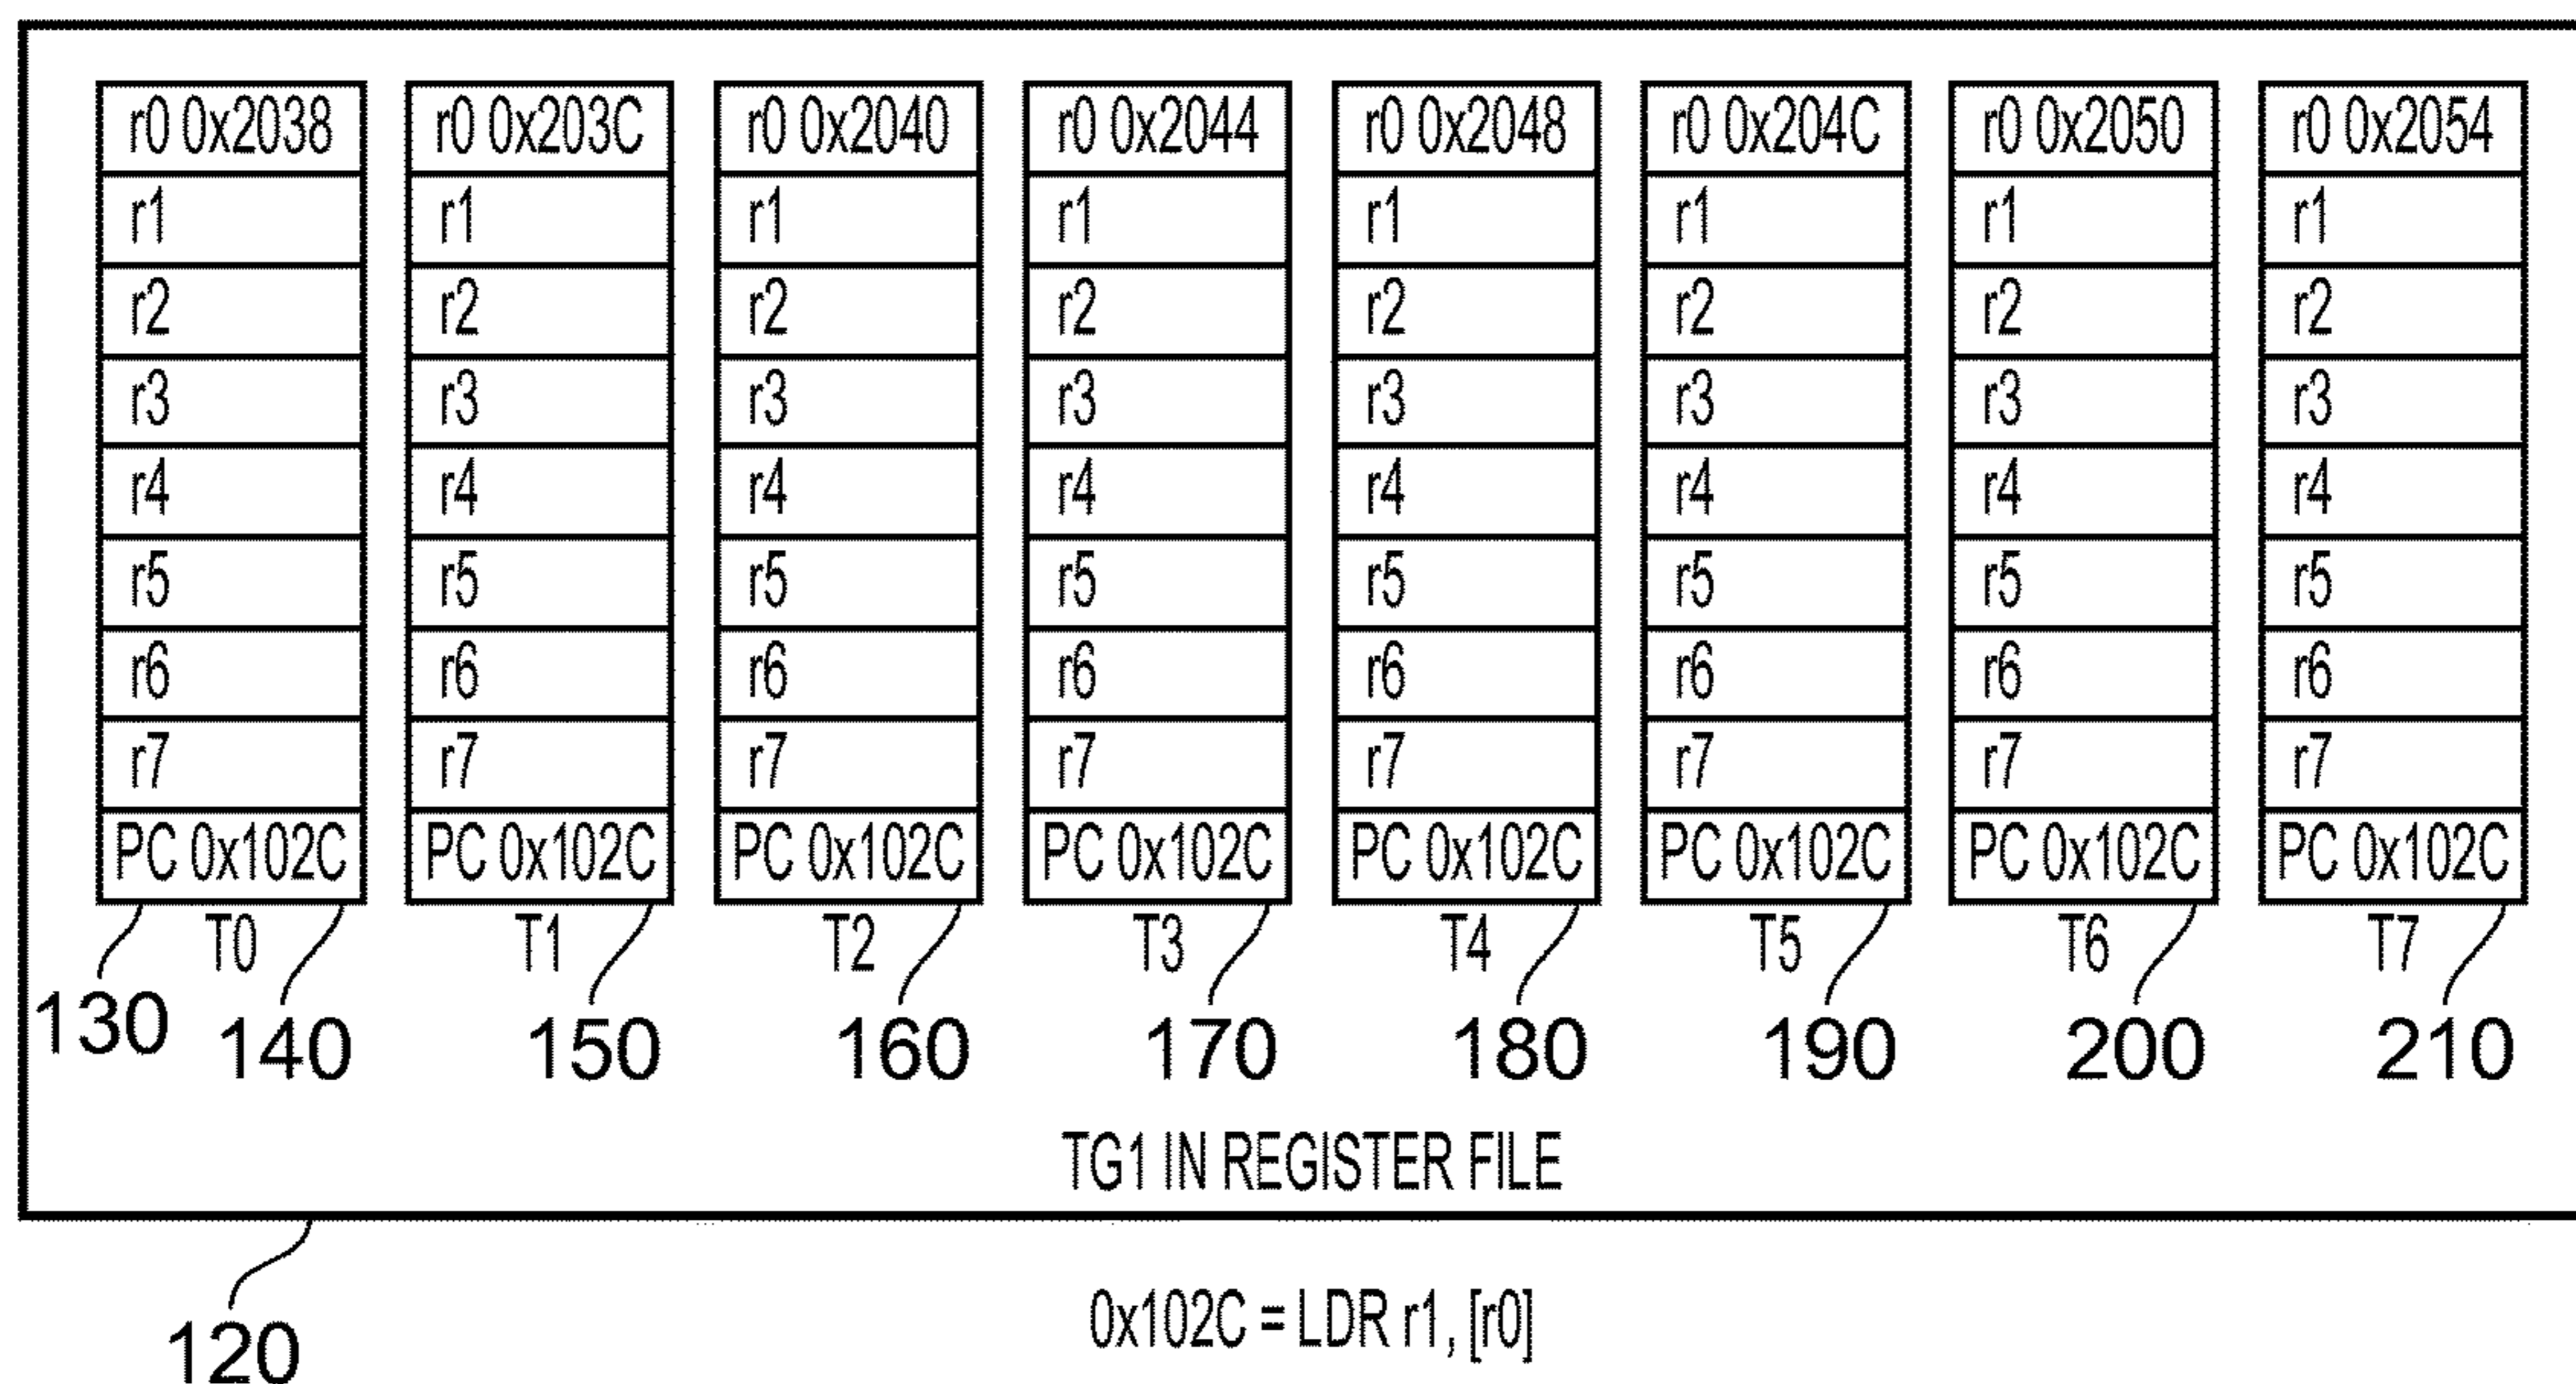 r0 0x2038 r0 0x203C r0 0x2040 r0 0x2044 r0 0x2048 r0 0x204C r0 0x2050 r0 0x2054
r1 r1 r1 r1 r1 r1 r1 r1
r2 r2 r2 r2 r2 r2 r2 r2
r3 r3 r3 r3 r3 r3 r3 r3
r4 r4 r4 r4 r4 r4 r4 r4
r5 r5 r5 r5 r5 r5 r5 r5
r6 r6 r6 r6 r6 r6 r6 r6
r7 r7 r7 r7 r7 r7 r7 r7
PC 0x102C PC 0x102C PC 0x102C PC 0x102C PC 0x102C PC 0x102C PC 0x102C PC 0x102C
T0 T1 T2 T3 T4 T5 T6 T7
130 140 150 160 170 180 190 200 210
TG1 IN REGISTER FILE
0x102C = LDR r1, [r0]
120